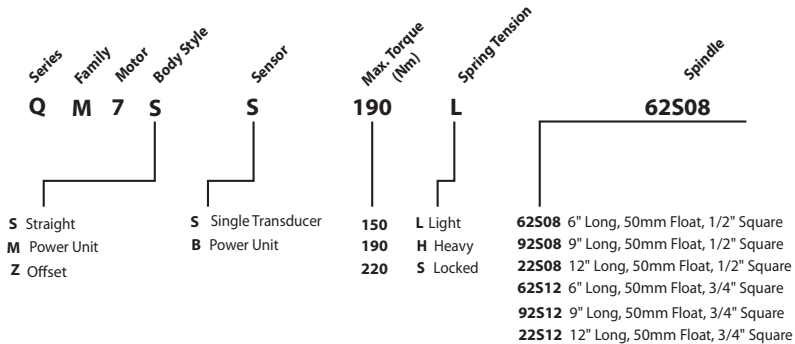 Series Family Motor Body Style Sensor Max. Torque (Nm) Spring Tension Spindle
Q M 7 S S 190 L 62S08
S Straight
M Power Unit
Z Offset
S Single Transducer
B Power Unit
150
190
220
L Light
H Heavy
S Locked
62S08 6" Long, 50mm Float, 1/2" Square
92S08 9" Long, 50mm Float, 1/2" Square
22S08 12" Long, 50mm Float, 1/2" Square
62S12 6" Long, 50mm Float, 3/4" Square
92S12 9" Long, 50mm Float, 3/4" Square
22S12 12" Long, 50mm Float, 3/4" Square